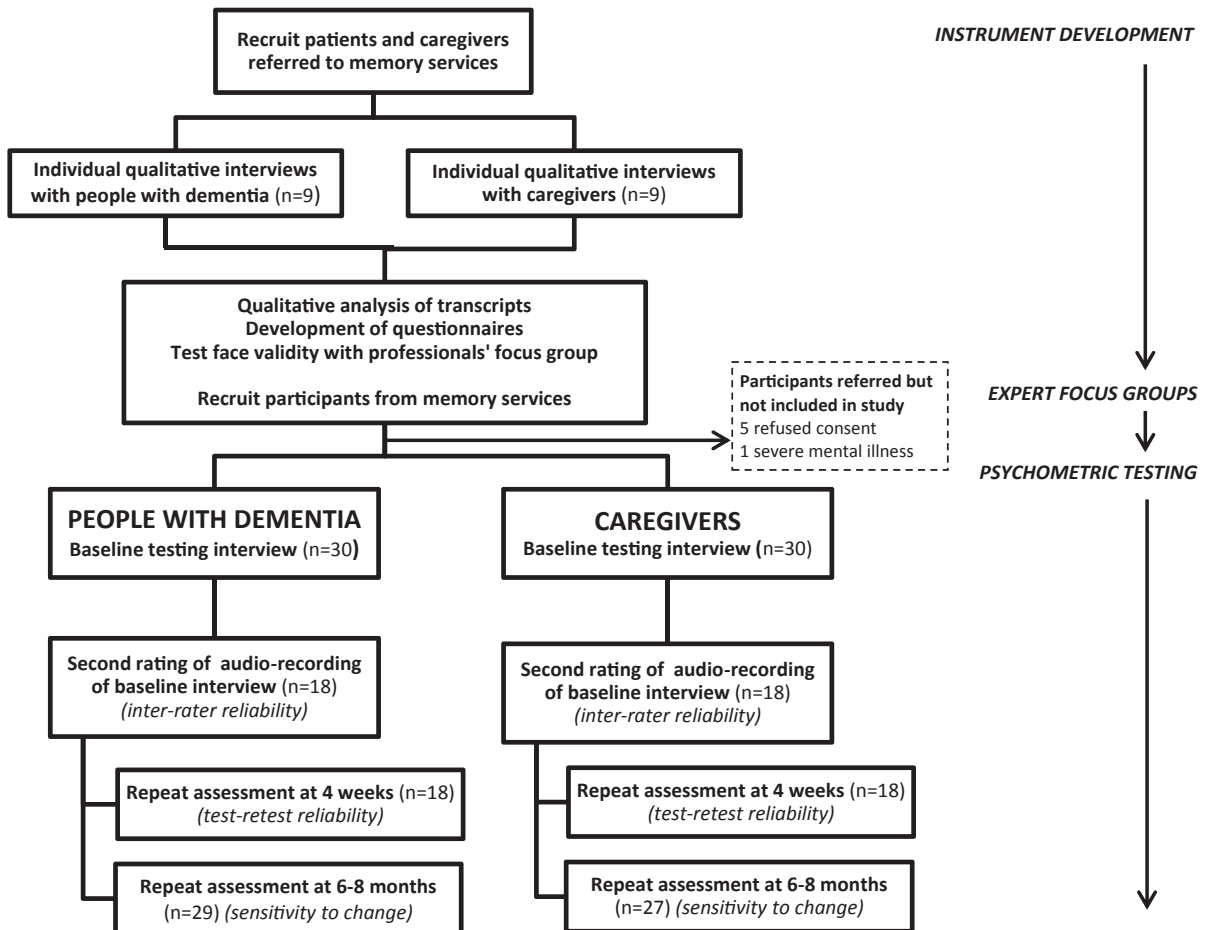 Recruit patients and caregivers
referred to memory services
INSTRUMENT DEVELOPMENT
Individual qualitative interviews
with people with dementia (n=9)
Individual qualitative interviews
with caregivers (n=9)
Qualitative analysis of transcripts
Development of questionnaires
Test face validity with professionals' focus group
Recruit participants from memory services
Participants referred but
not included in study
5 refused consent
1 severe mental illness
EXPERT FOCUS GROUPS
PSYCHOMETRIC TESTING
PEOPLE WITH DEMENTIA
Baseline testing interview (n=30)
CAREGIVERS
Baseline testing interview (n=30)
Second rating of audio-recording
of baseline interview (n=18)
(inter-rater reliability)
Second rating of audio-recording
of baseline interview (n=18)
(inter-rater reliability)
Repeat assessment at 4 weeks (n=18)
(test-retest reliability)
Repeat assessment at 4 weeks (n=18)
(test-retest reliability)
Repeat assessment at 6-8 months
(n=29) (sensitivity to change)
Repeat assessment at 6-8 months
(n=27) (sensitivity to change)